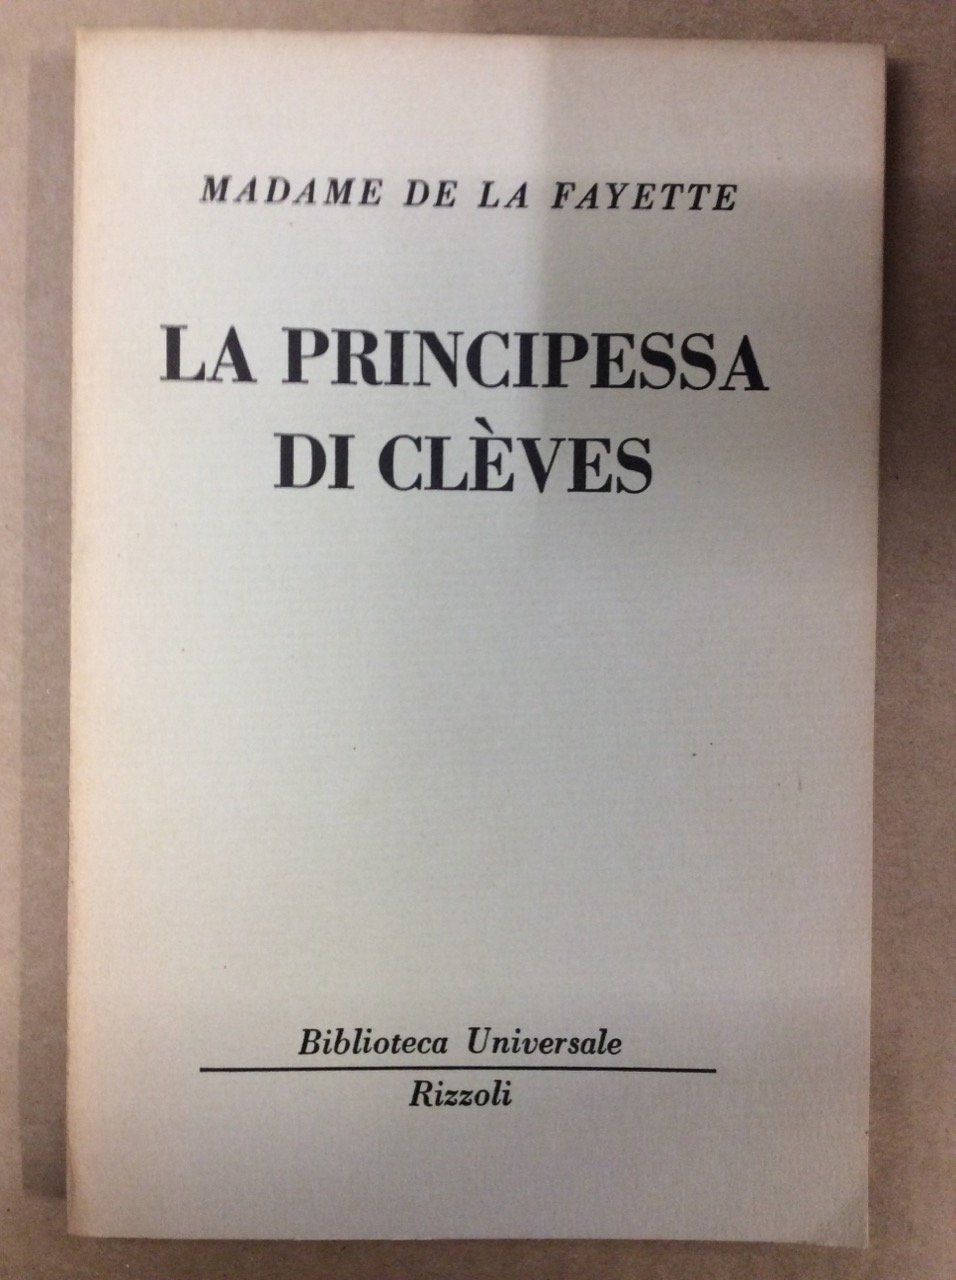 MADAME DE LA FAYETTE
LA PRINCIPESSA
DI CLÈVES
Biblioteca Universale
Rizzoli